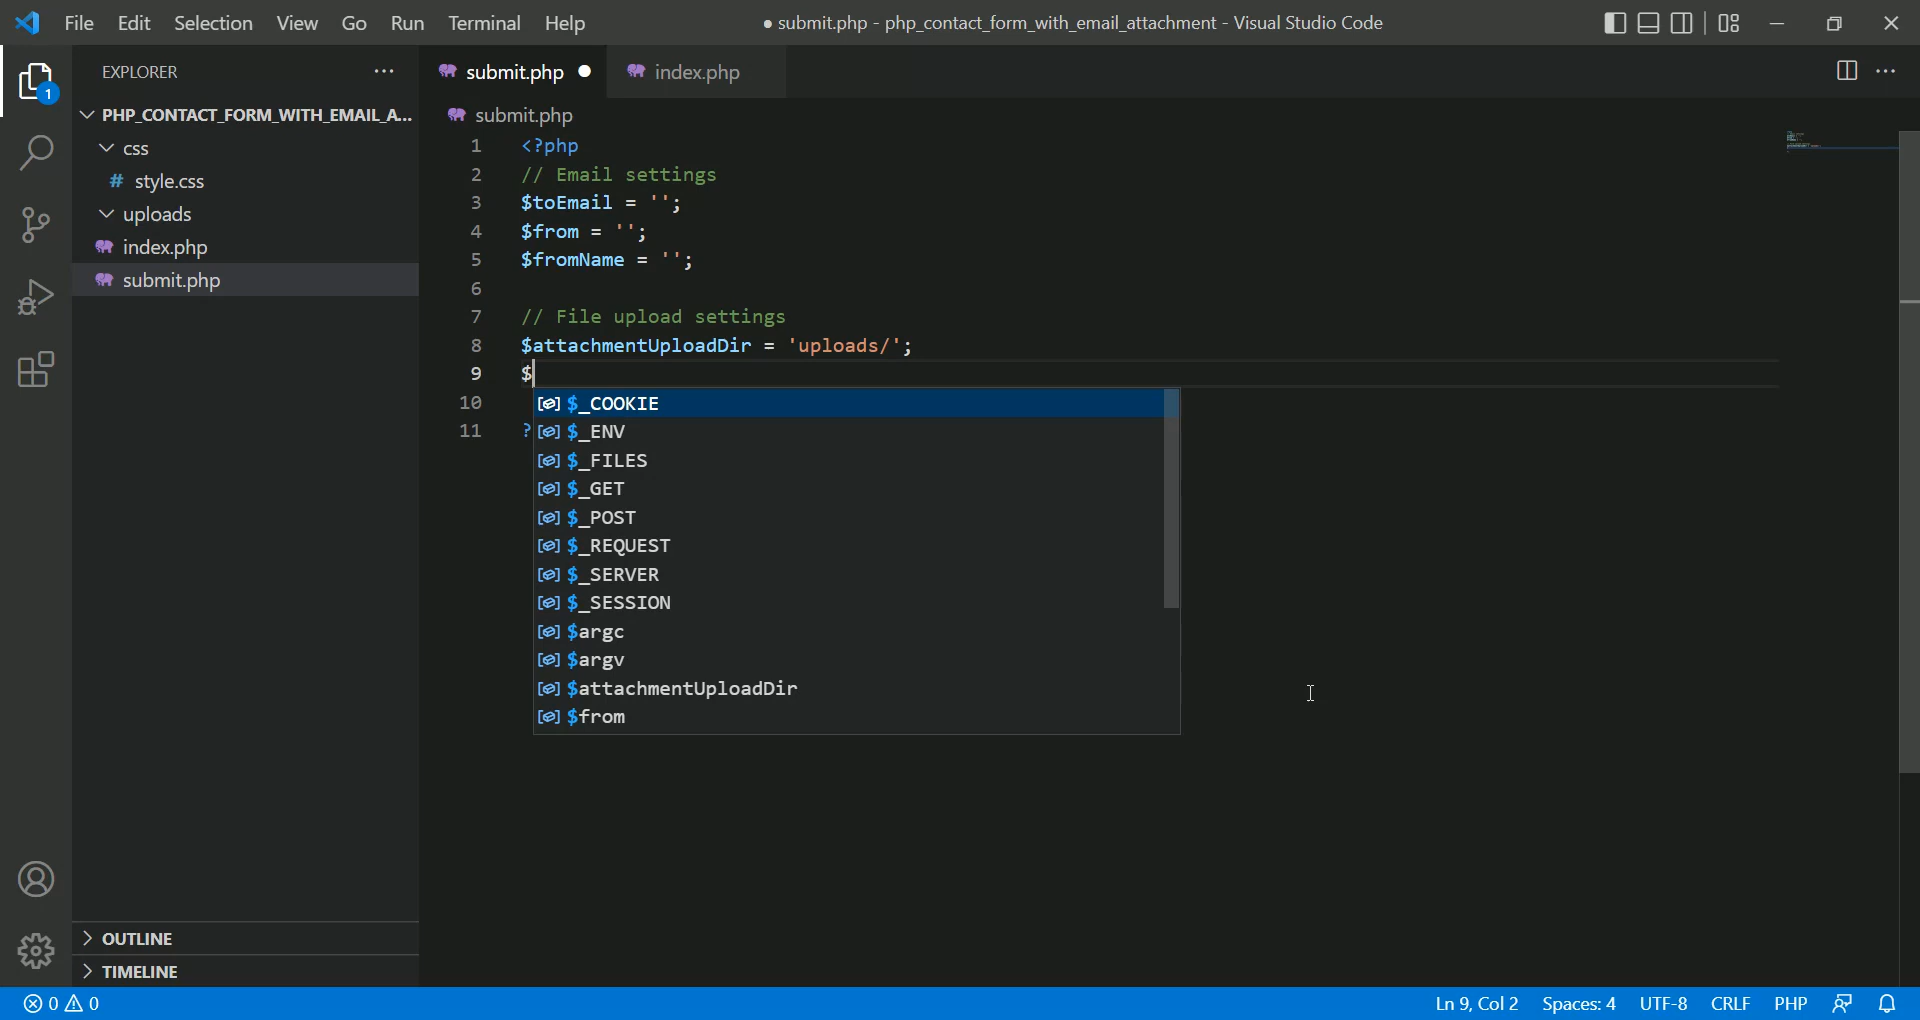 File Edit Selection View Go Run Terminal Help
● submit.php - php_contact_form_with_email_attachment - Visual Studio Code
EXPLORER
submit.php
index.php
1
PHP_CONTACT_FORM_WITH_EMAIL_A...
css
# style.css
uploads
index.php
submit.php
submit.php
1 <?php
2 // Email settings
3 $toEmail = '';
4 $from = '';
5 $fromName = '';
6
7 // File upload settings
8 $attachmentUploadDir = 'uploads/';
9 $
10
11 ?
$_COOKIE
$_ENV
$_FILES
$_GET
$_POST
$_REQUEST
$_SERVER
$_SESSION
$argc
$argv
$attachmentUploadDir
$from
OUTLINE
TIMELINE
0 0
Ln 9, Col 2 Spaces: 4 UTF-8 CRLF PHP